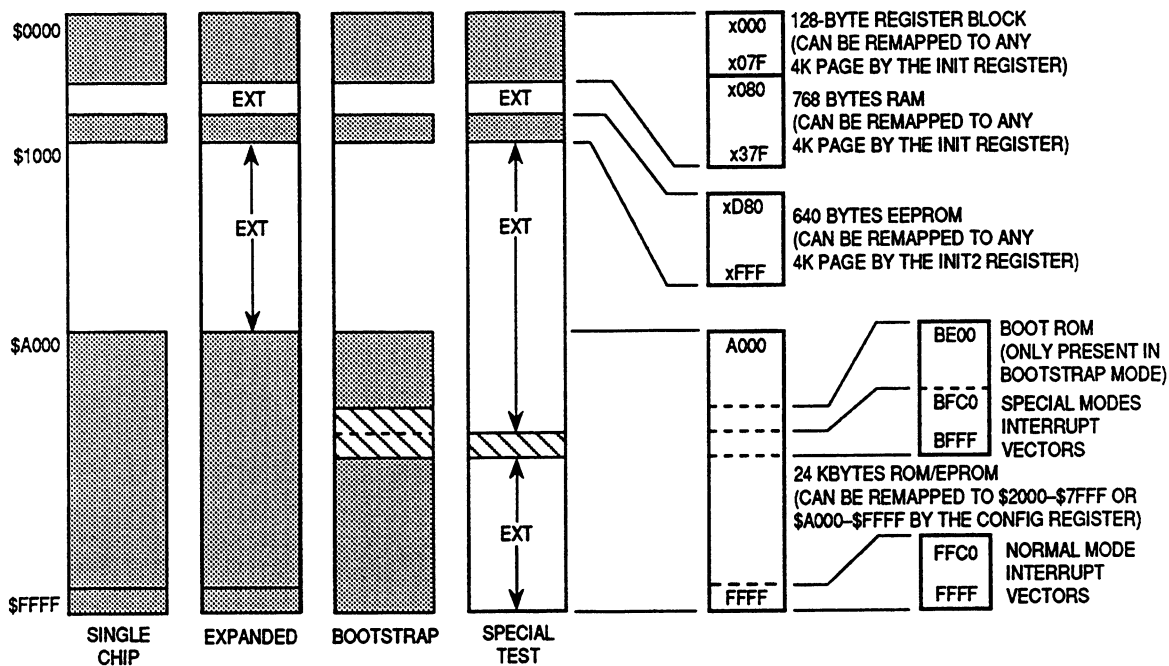 $0000
$1000
$A000
$FFFF
EXT
EXT
EXT
EXT
EXT
SINGLE
CHIP
EXPANDED
BOOTSTRAP
SPECIAL
TEST
x000
x07F
128-BYTE REGISTER BLOCK
(CAN BE REMAPPED TO ANY
4K PAGE BY THE INIT REGISTER)
x080
x37F
768 BYTES RAM
(CAN BE REMAPPED TO ANY
4K PAGE BY THE INIT REGISTER)
xD80
xFFF
640 BYTES EEPROM
(CAN BE REMAPPED TO ANY
4K PAGE BY THE INIT2 REGISTER)
A000
FFFF
BE00
BOOT ROM
(ONLY PRESENT IN
BOOTSTRAP MODE)
BFC0
BFFF
SPECIAL MODES
INTERRUPT
VECTORS
24 KBYTES ROM/EPROM
(CAN BE REMAPPED TO $2000–$7FFF OR
$A000–$FFFF BY THE CONFIG REGISTER)
FFC0
FFFF
NORMAL MODE
INTERRUPT
VECTORS